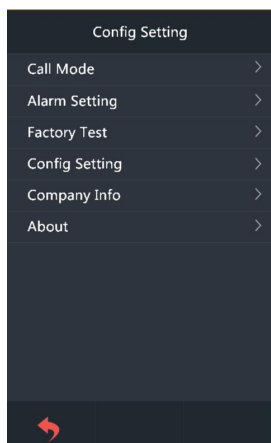 Config Setting
Call Mode
Alarm Setting
Factory Test
Config Setting
Company Info
About